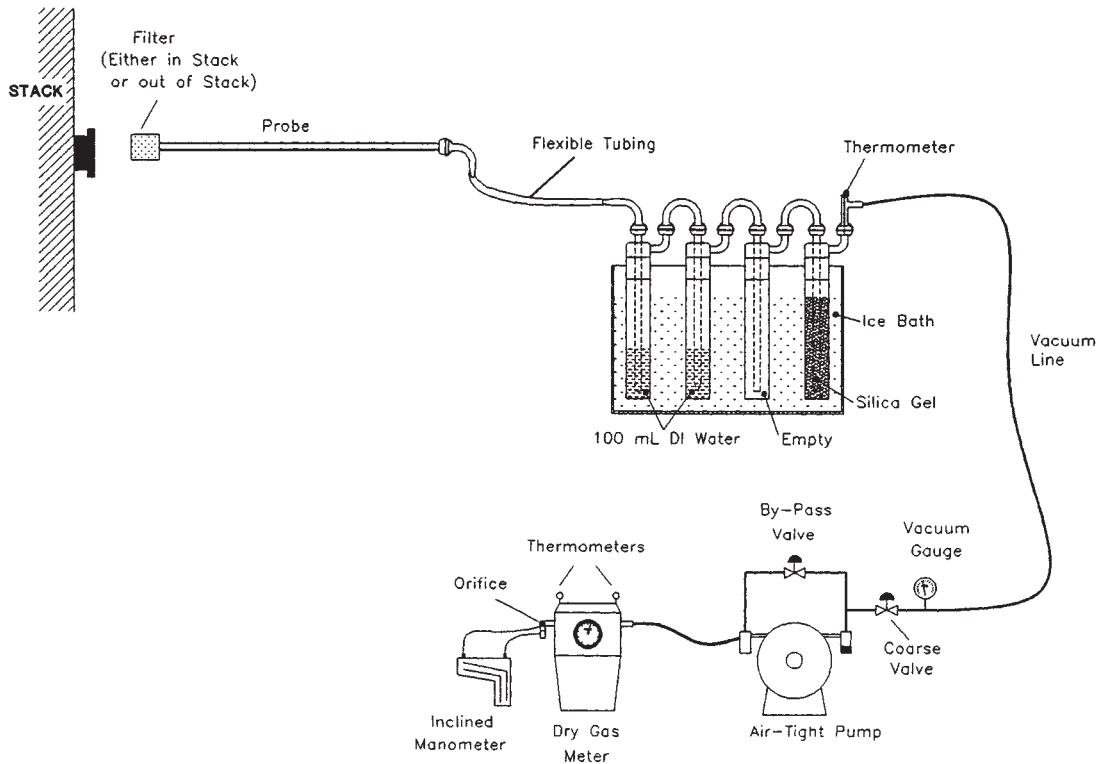 Filter
(Either in Stack
or out of Stack)
STACK
Probe
Flexible Tubing
Thermometer
Ice Bath
Vacuum
Line
Silica Gel
100 mL DI Water
Empty
By-Pass
Valve
Vacuum
Gauge
Thermometers
Orifice
Coarse
Valve
Inclined
Manometer
Dry Gas
Meter
Air-Tight Pump